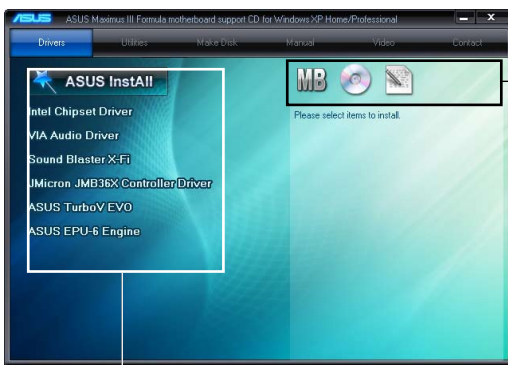 ASUS ASUS Maximus III Formula motherboard support CD for Windows XP Home/Professional
Drivers Utilities Make Disk Manual Video Contact
ASUS InstAll
Intel Chipset Driver
VIA Audio Driver
Sound Blaster X-Fi
JMicron JMB36X Controller Driver
ASUS TurboV EVO
ASUS EPU-6 Engine
MB
Please select items to install.